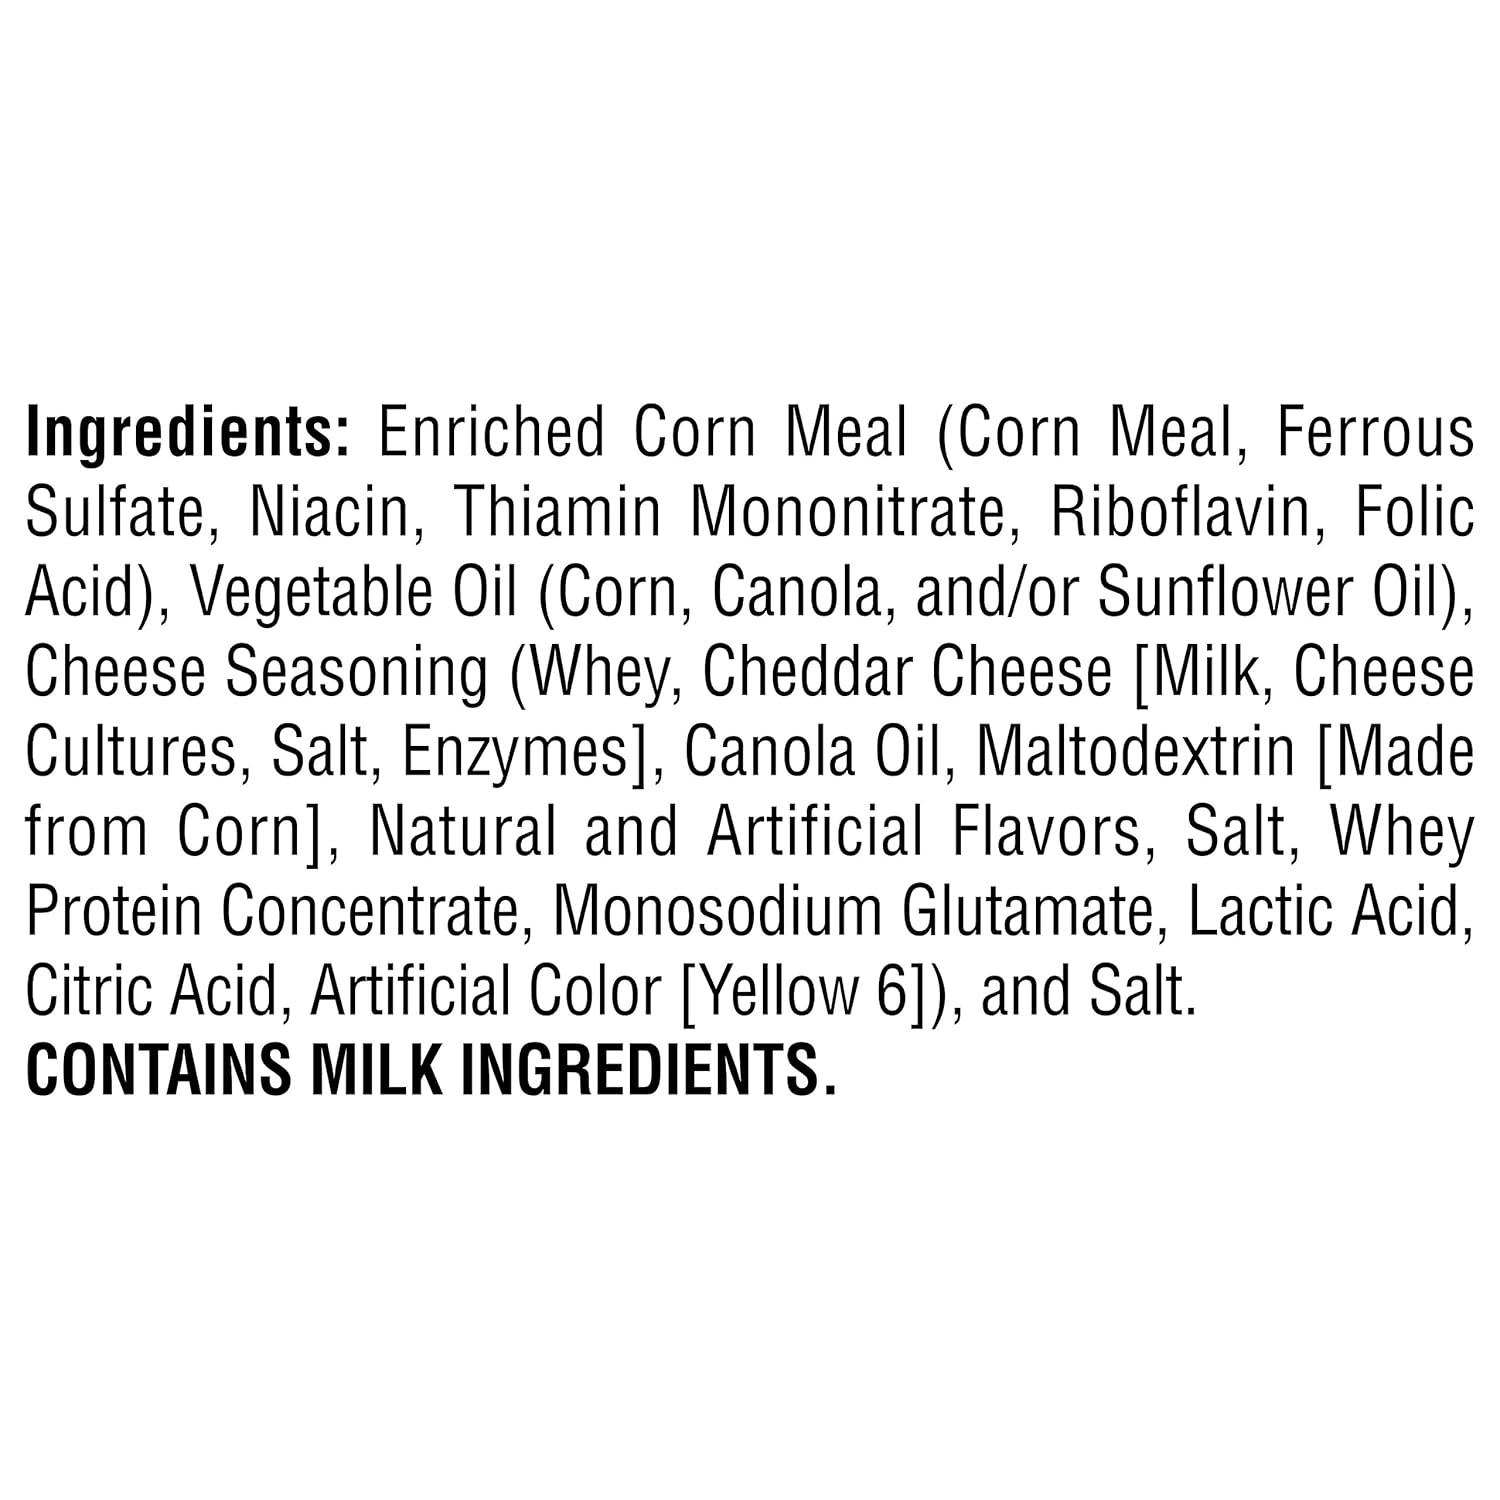 Ingredients: Enriched Corn Meal (Corn Meal, Ferrous
Sulfate, Niacin, Thiamin Mononitrate, Riboflavin, Folic
Acid), Vegetable Oil (Corn, Canola, and/or Sunflower Oil),
Cheese Seasoning (Whey, Cheddar Cheese [Milk, Cheese
Cultures, Salt, Enzymes], Canola Oil, Maltodextrin [Made
from Corn], Natural and Artificial Flavors, Salt, Whey
Protein Concentrate, Monosodium Glutamate, Lactic Acid,
Citric Acid, Artificial Color [Yellow 6]), and Salt.
CONTAINS MILK INGREDIENTS.